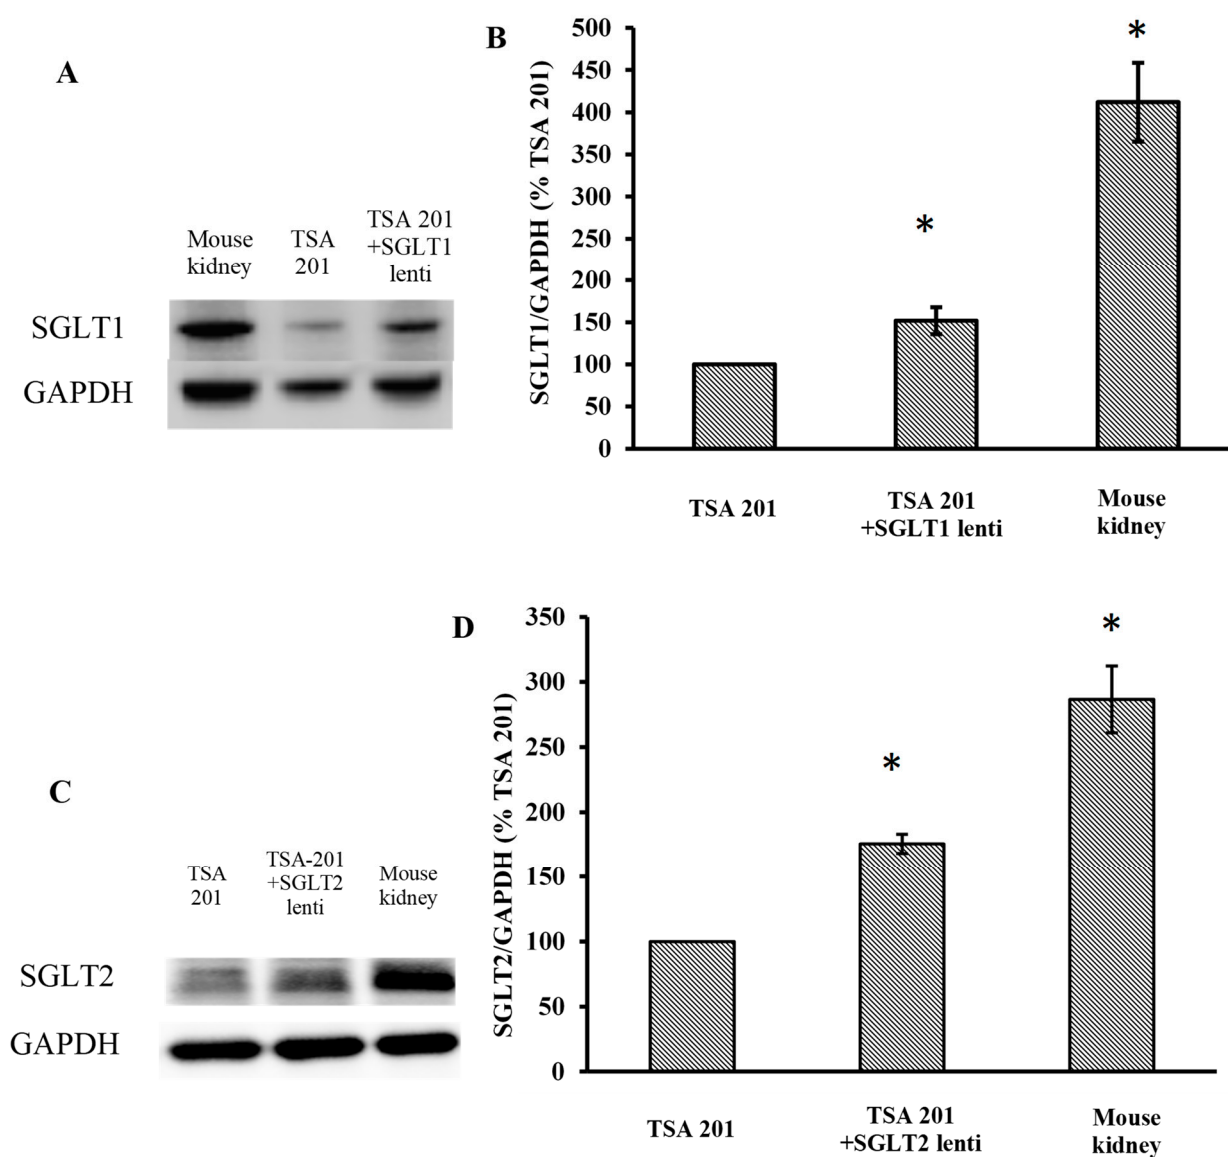 A
Mouse
kidney
TSA
201
TSA 201
+SGLT1
lenti
SGLT1
GAPDH
B
SGLT1/GAPDH (% TSA 201)
500
450
400
350
300
250
200
150
100
50
0
*
*
TSA 201
TSA 201
+SGLT1 lenti
Mouse
kidney
C
TSA
201
TSA-201
+SGLT2
lenti
Mouse
kidney
SGLT2
GAPDH
D
SGLT2/GAPDH (% TSA 201)
350
300
250
200
150
100
50
0
*
*
TSA 201
TSA 201
+SGLT2 lenti
Mouse
kidney